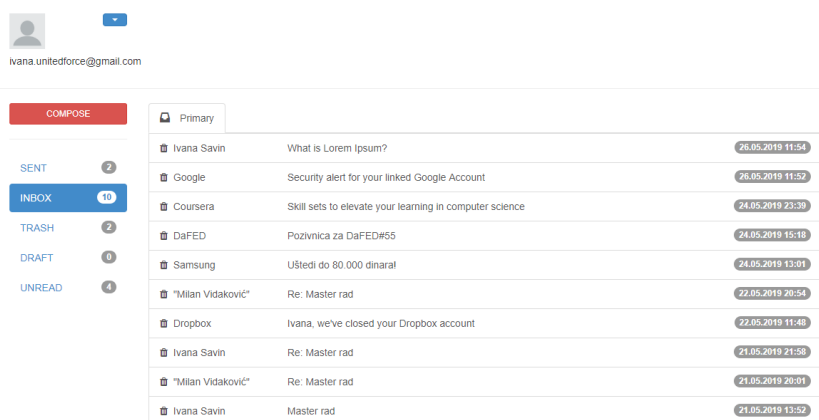 ivana.unitedforce@gmail.com
COMPOSE
SENT 2
INBOX 10
TRASH 2
DRAFT 0
UNREAD 4
Primary
Ivana Savin What is Lorem Ipsum? 26.05.2019 11:54
Google Security alert for your linked Google Account 26.05.2019 11:52
Coursera Skill sets to elevate your learning in computer science 24.05.2019 23:39
DaFED Pozivnica za DaFED#55 24.05.2019 15:18
Samsung Uštedi do 80.000 dinara! 24.05.2019 13:01
"Milan Vidaković" Re: Master rad 22.05.2019 20:54
Dropbox Ivana, we've closed your Dropbox account 22.05.2019 11:48
Ivana Savin Re: Master rad 21.05.2019 21:58
"Milan Vidaković" Re: Master rad 21.05.2019 20:01
Ivana Savin Master rad 21.05.2019 13:52